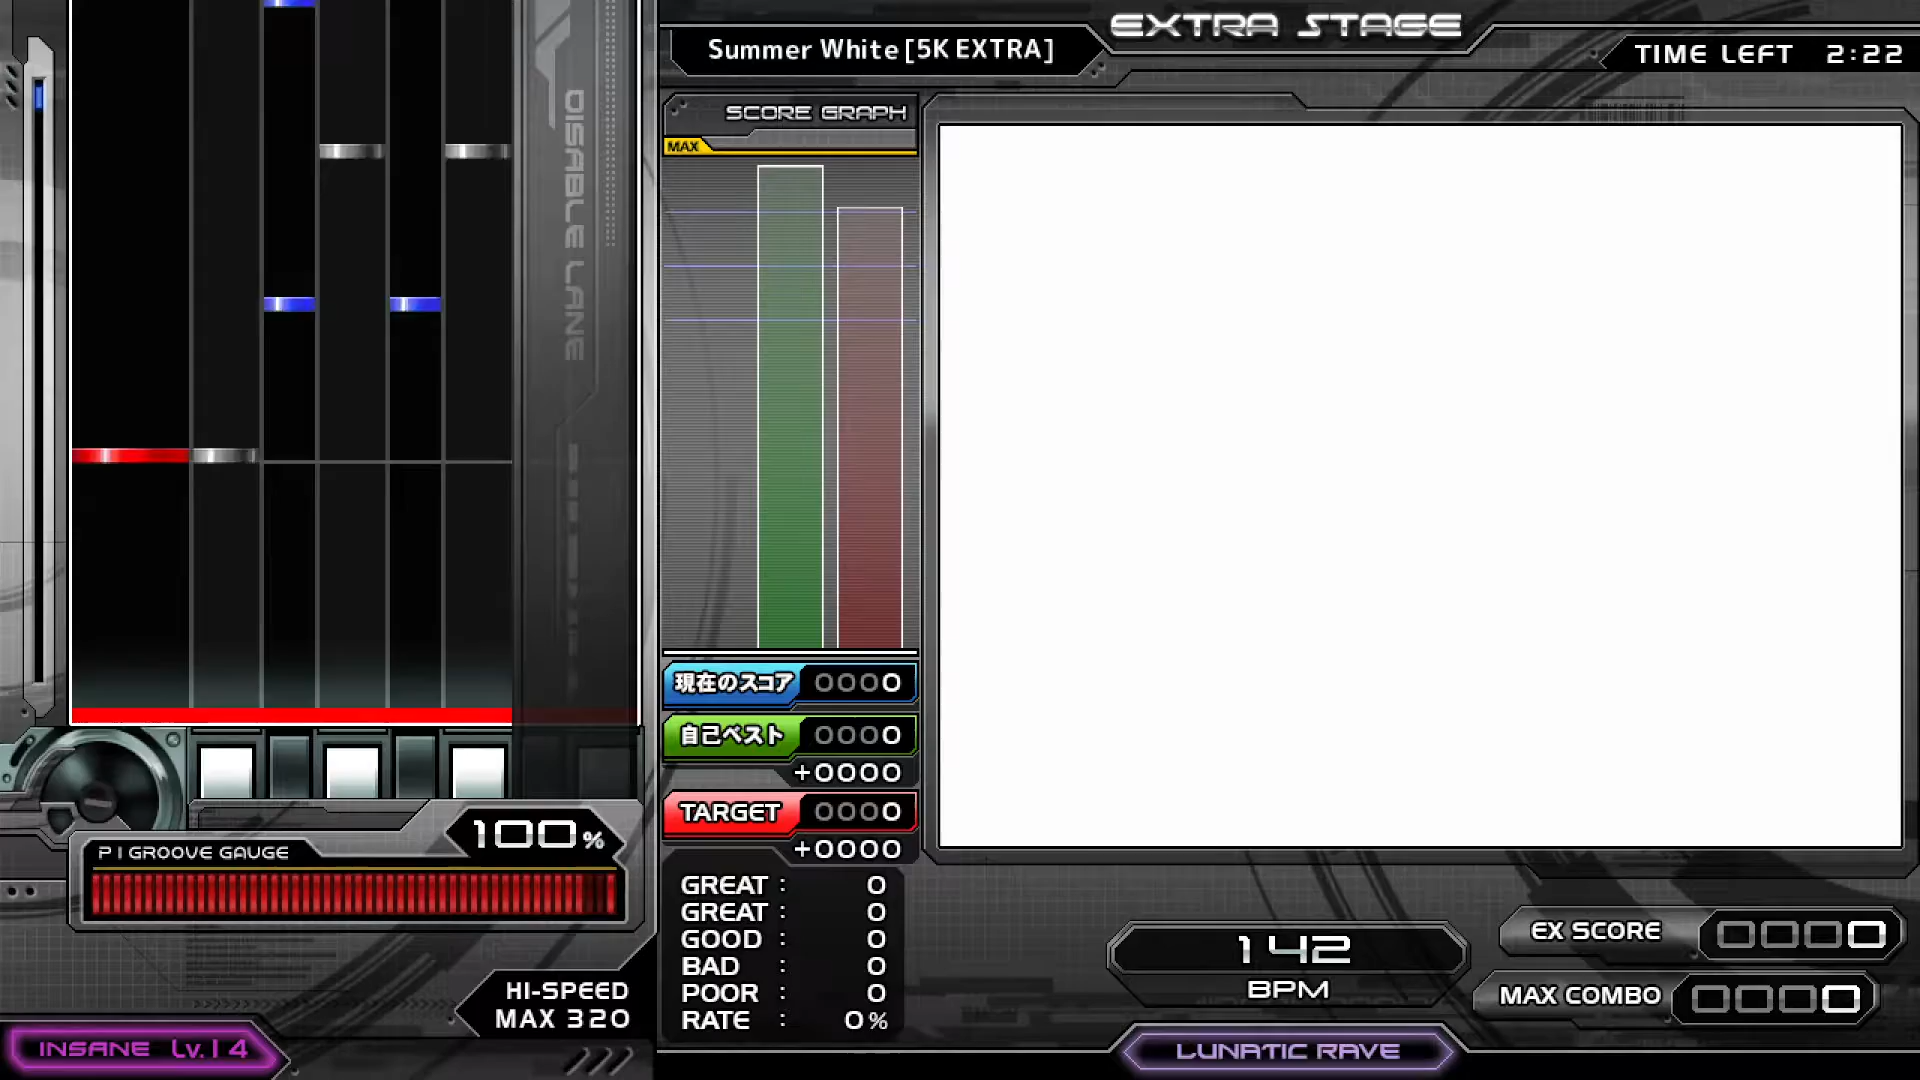 EXTRA STAGE
Summer White [5K EXTRA]
TIME LEFT 2:22
DISABLE LANE
SCORE GRAPH
MAX
現在のスコア 0000
自己ベスト 0000
+0000
TARGET 0000
+0000
P1 GROOVE GAUGE
100%
GREAT : 0
GREAT : 0
GOOD : 0
BAD : 0
POOR : 0
RATE : 0%
HI-SPEED
MAX 320
INSANE Lv.14
142
BPM
EX SCORE 0000
MAX COMBO 0000
LUNATIC RAVE